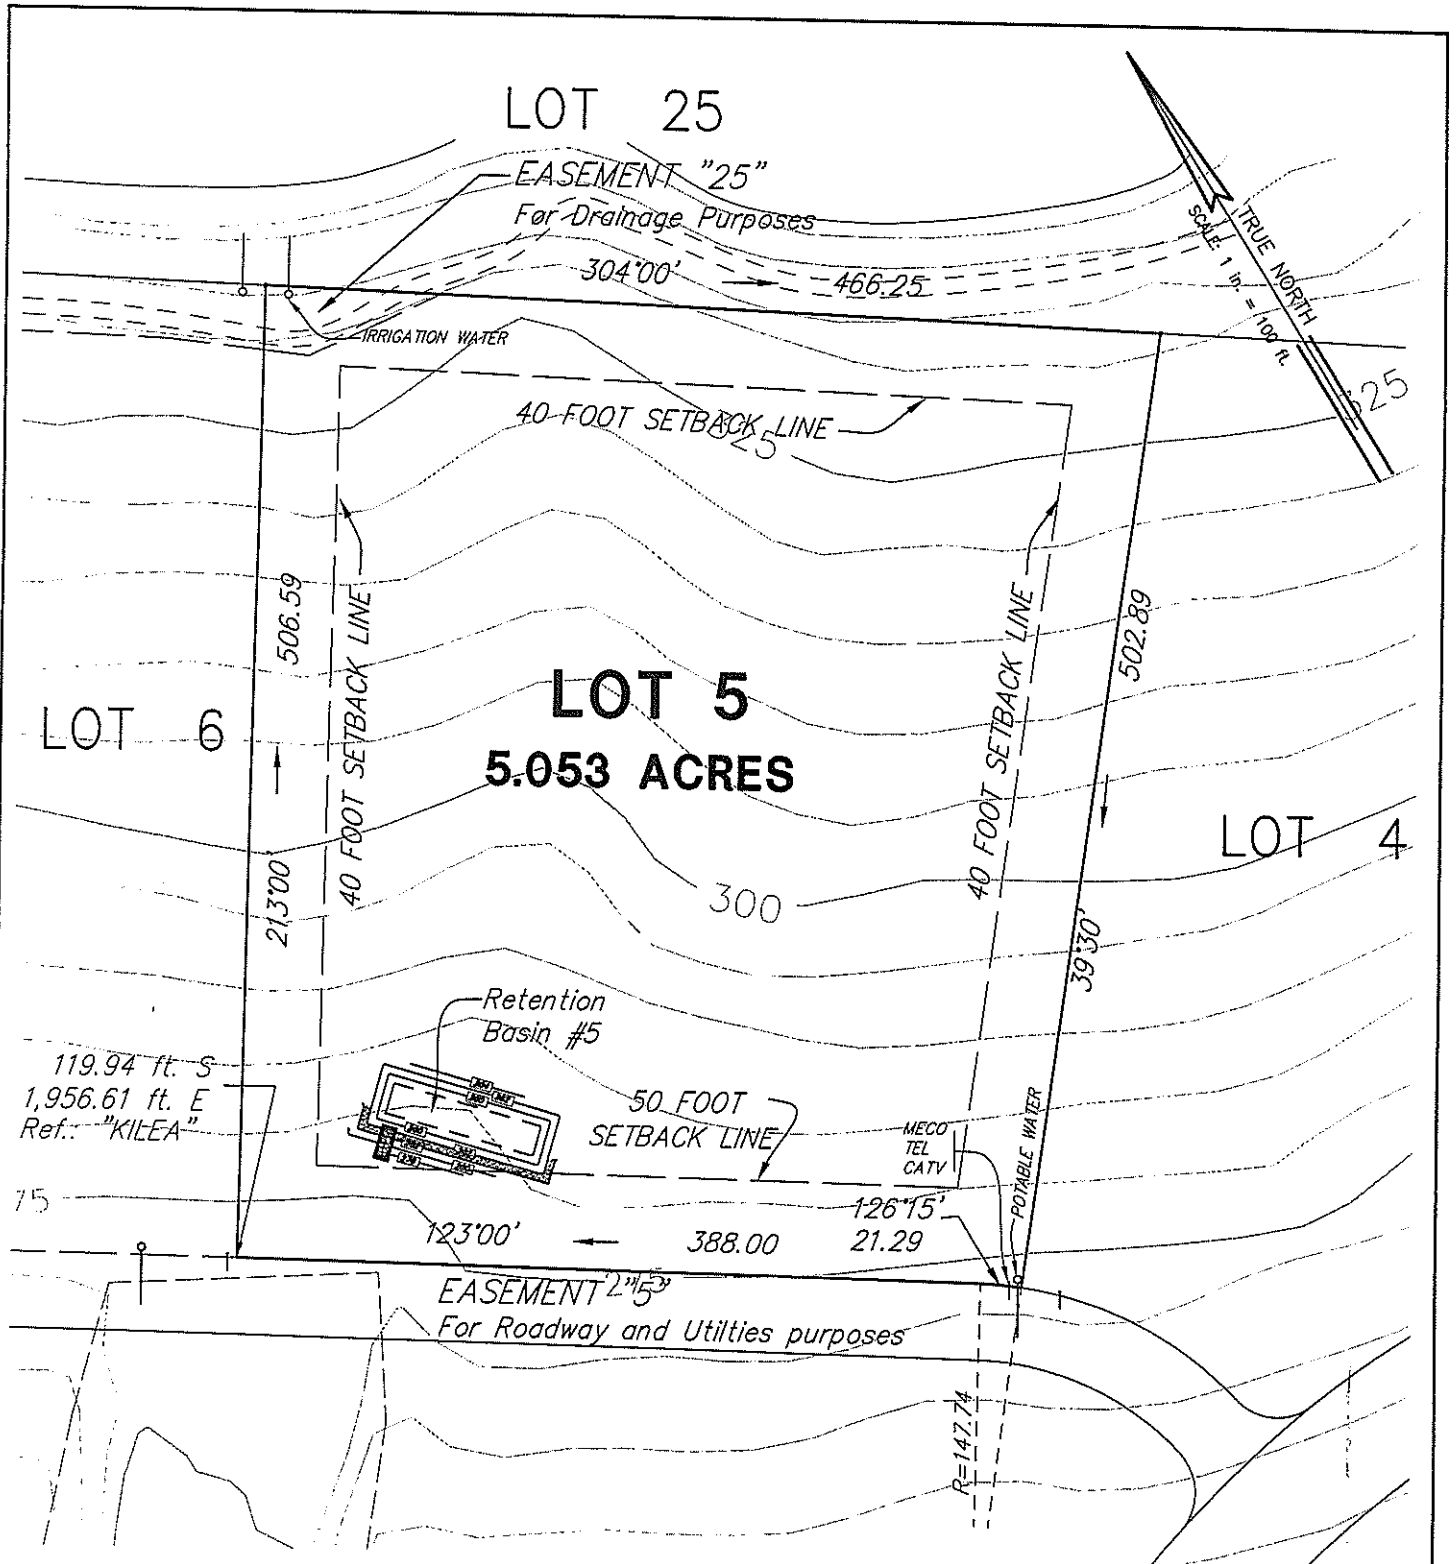 LOT 25
EASEMENT "25"
For Drainage Purposes
304°00'
466.25
TRUE NORTH
SCALE: 1 in. = 100 ft.
IRRIGATION WATER
325
40 FOOT SETBACK LINE
325
506.59
40 FOOT SETBACK LINE
40 FOOT SETBACK LINE
502.89
LOT 5
5.053 ACRES
LOT 6
LOT 4
213°00'
300
39°30'
Retention
Basin #5
119.94 ft. S
1,956.61 ft. E
Ref.: "KILEA"
50 FOOT
SETBACK LINE
MECO
TEL
CATV
POTABLE WATER
75
123°00'
388.00
126°15'
21.29
275
EASEMENT "5"
For Roadway and Utilties purposes
R=147.74